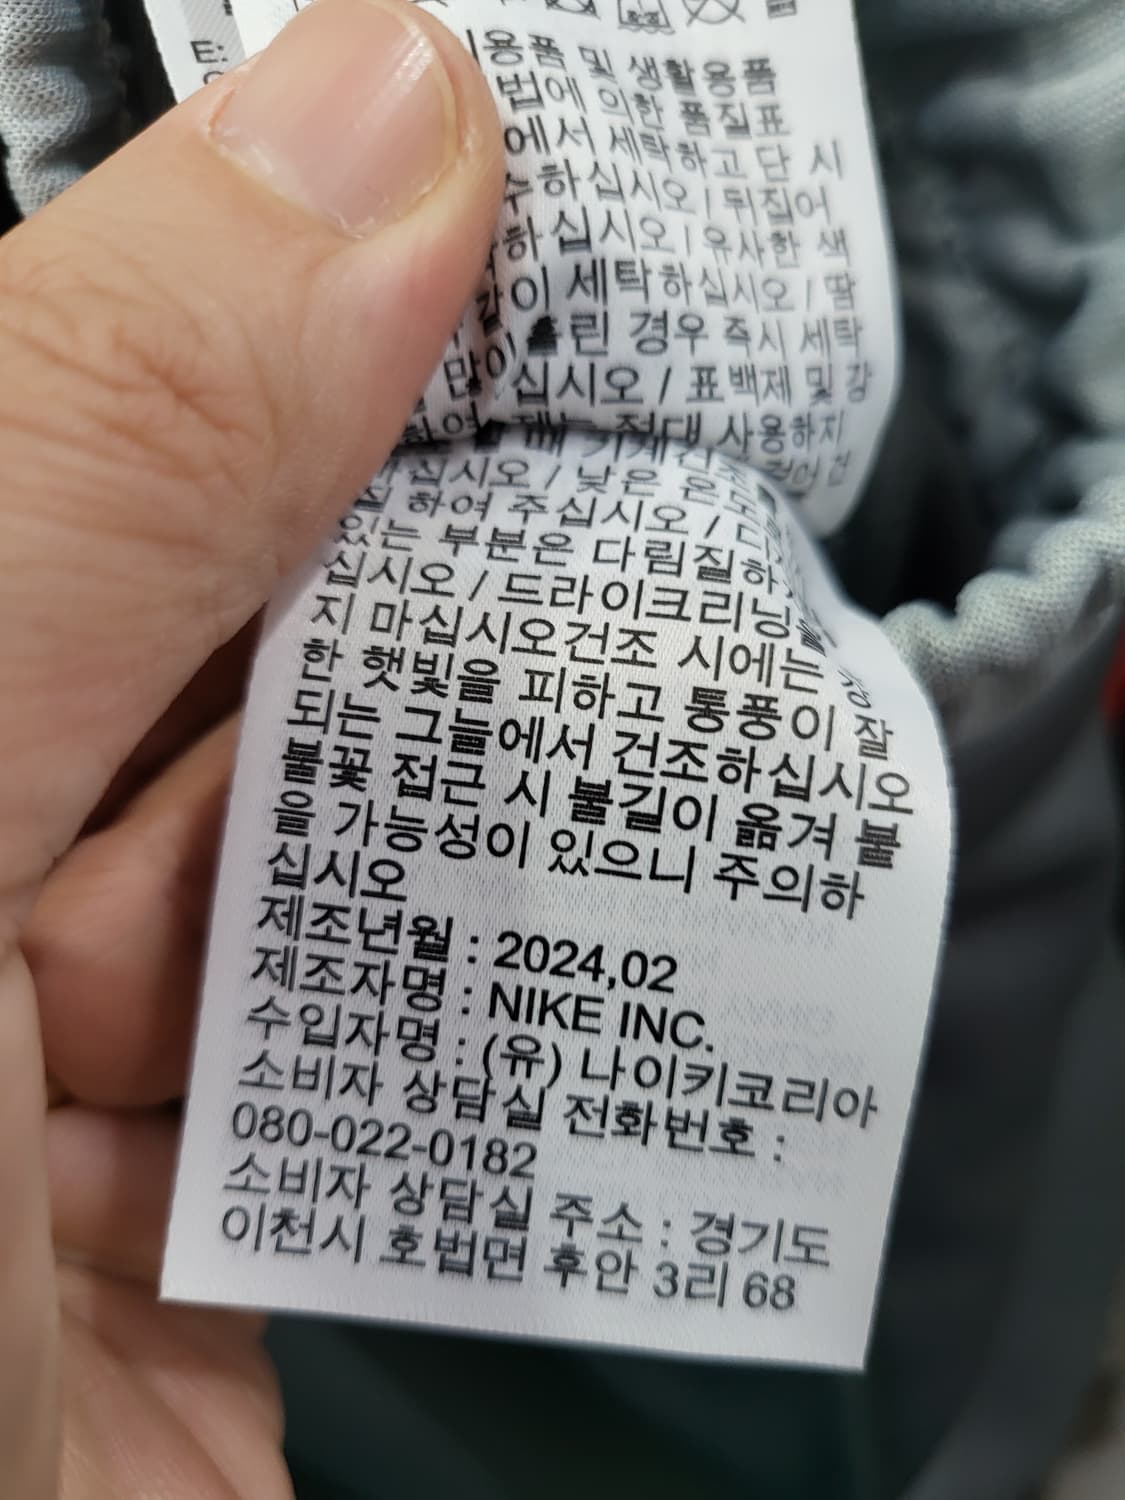 E:
용품 및 생활용품
법에 의한 품질표
에서 세탁하고 단 시
수하십시오 / 뒤집어
하십시오 / 유사한 색
같이 세탁하십시오 / 땀
많이 흘린 경우 즉시 세탁
십시오 / 표백제 및 강
절대 사용하지
십시오 / 낮은 온도
하여 주십시오 /
있는 부분은 다림질하
십시오 / 드라이크리닝을
지 마십시오건조 시에는
한 햇빛을 피하고 통풍이 잘
되는 그늘에서 건조하십시오
불꽃 접근 시 불길이 옮겨 붙
을 가능성이 있으니 주의하
십시오
제조년월 : 2024,02
제조자명 : NIKE INC.
수입자명 : (유) 나이키코리아
소비자 상담실 전화번호 :
080-022-0182
소비자 상담실 주소 : 경기도
이천시 호법면 후안 3리 68